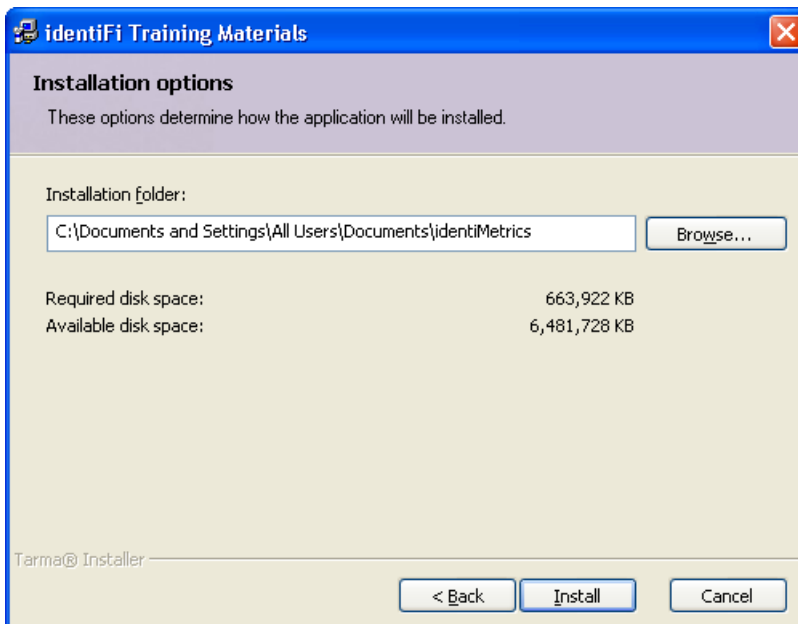 identiFi Training Materials
Installation options
These options determine how the application will be installed.
Installation folder:
C:\Documents and Settings\All Users\Documents\identiMetrics
Browse...
Required disk space: 663,922 KB
Available disk space: 6,481,728 KB
Tarma® Installer
< Back Install Cancel